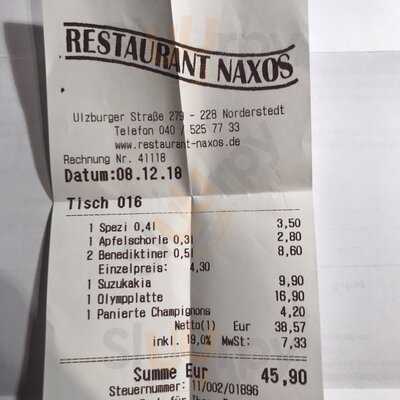 RESTAURANT NAXOS
Ulzburger Straße 279 - 228 Norderstedt
Telefon 040 / 525 77 33
www.restaurant-naxos.de
Rechnung Nr. 41118
Datum:08.12.18
Tisch 016
1 Spezi 0,4l 3,50
1 Apfelschorle 0,3l 2,80
2 Benediktiner 0,5l 8,60
Einzelpreis: 4,30
1 Suzukakia 9,90
1 Olympplatte 16,90
1 Panierte Champignons 4,20
Netto(1) Eur 38,57
inkl. 19,0% MwSt: 7,33
Summe Eur 45,90
Steuernummer: 11/002/01896